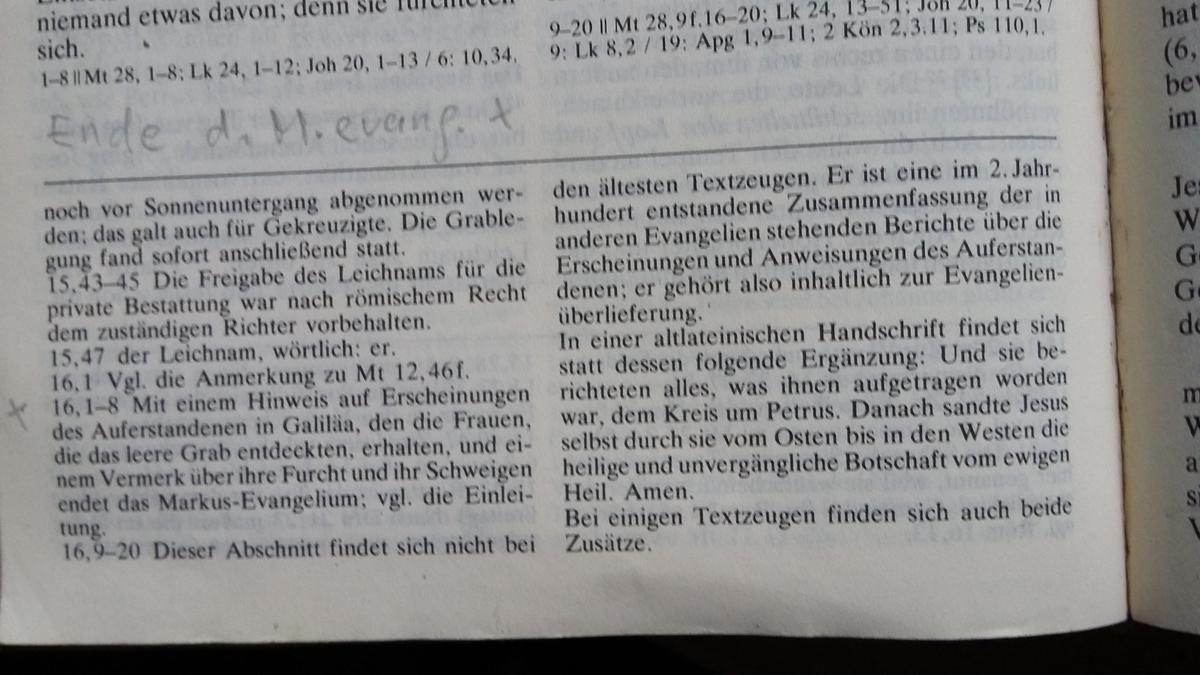 niemand etwas davon; denn sie fürchteten
sich.
1–8 ‖ Mt 28, 1–8; Lk 24, 1–12; Joh 20, 1–13 / 6: 10,34.
Ende d. M.evang. +
noch vor Sonnenuntergang abgenommen wer-
den; das galt auch für Gekreuzigte. Die Grable-
gung fand sofort anschließend statt.
15,43–45 Die Freigabe des Leichnams für die
private Bestattung war nach römischem Recht
dem zuständigen Richter vorbehalten.
15,47 der Leichnam, wörtlich: er.
16,1 Vgl. die Anmerkung zu Mt 12,46f.
+ 16,1–8 Mit einem Hinweis auf Erscheinungen
des Auferstandenen in Galiläa, den die Frauen,
die das leere Grab entdeckten, erhalten, und ei-
nem Vermerk über ihre Furcht und ihr Schweigen
endet das Markus-Evangelium; vgl. die Einlei-
tung.
16,9–20 Dieser Abschnitt findet sich nicht bei
9–20 ‖ Mt 28,9f.16–20; Lk 24, 13–51; Joh 20, 11–23 /
9: Lk 8,2 / 19: Apg 1,9–11; 2 Kön 2,3.11; Ps 110,1.
den ältesten Textzeugen. Er ist eine im 2. Jahr-
hundert entstandene Zusammenfassung der in
anderen Evangelien stehenden Berichte über die
Erscheinungen und Anweisungen des Auferstan-
denen; er gehört also inhaltlich zur Evangelien-
überlieferung.
In einer altlateinischen Handschrift findet sich
statt dessen folgende Ergänzung: Und sie be-
richteten alles, was ihnen aufgetragen worden
war, dem Kreis um Petrus. Danach sandte Jesus
selbst durch sie vom Osten bis in den Westen die
heilige und unvergängliche Botschaft vom ewigen
Heil. Amen.
Bei einigen Textzeugen finden sich auch beide
Zusätze.
hat
(6,
im